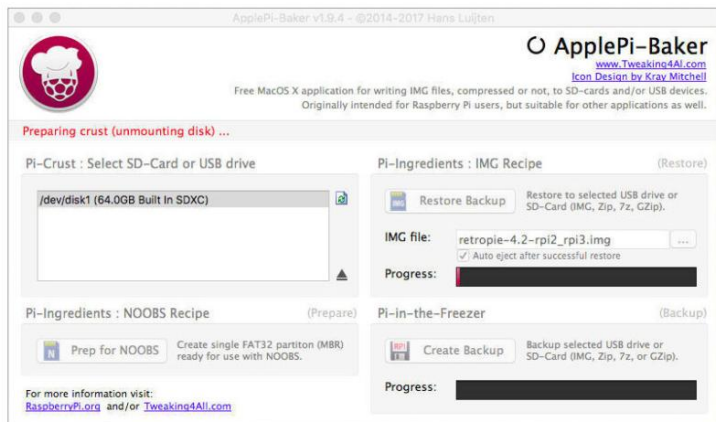 ApplePi-Baker v1.9.4 - ©2014-2017 Hans Luijten
ApplePi-Baker
www.Tweaking4All.com
Icon Design by Kray Mitchell
Free MacOS X application for writing IMG files, compressed or not, to SD-cards and/or USB devices.
Originally intended for Raspberry Pi users, but suitable for other applications as well.
Preparing crust (unmounting disk) ...
Pi-Crust : Select SD-Card or USB drive
/dev/disk1 (64.0GB Built In SDXC)
Pi-Ingredients : IMG Recipe (Restore)
IMG
Restore Backup
Restore to selected USB drive or
SD-Card (IMG, Zip, 7z, GZip).
IMG file: retropie-4.2-rpi2_rpi3.img ...
Auto eject after successful restore
Progress:
Pi-Ingredients : NOOBS Recipe (Prepare)
N
Prep for NOOBS
Create single FAT32 partiton (MBR)
ready for use with NOOBS.
Pi-in-the-Freezer (Backup)
Create Backup
Backup selected USB drive or
SD-Card (IMG, Zip, 7z, or GZip).
Progress:
For more information visit:
RaspberryPi.org and/or Tweaking4All.com